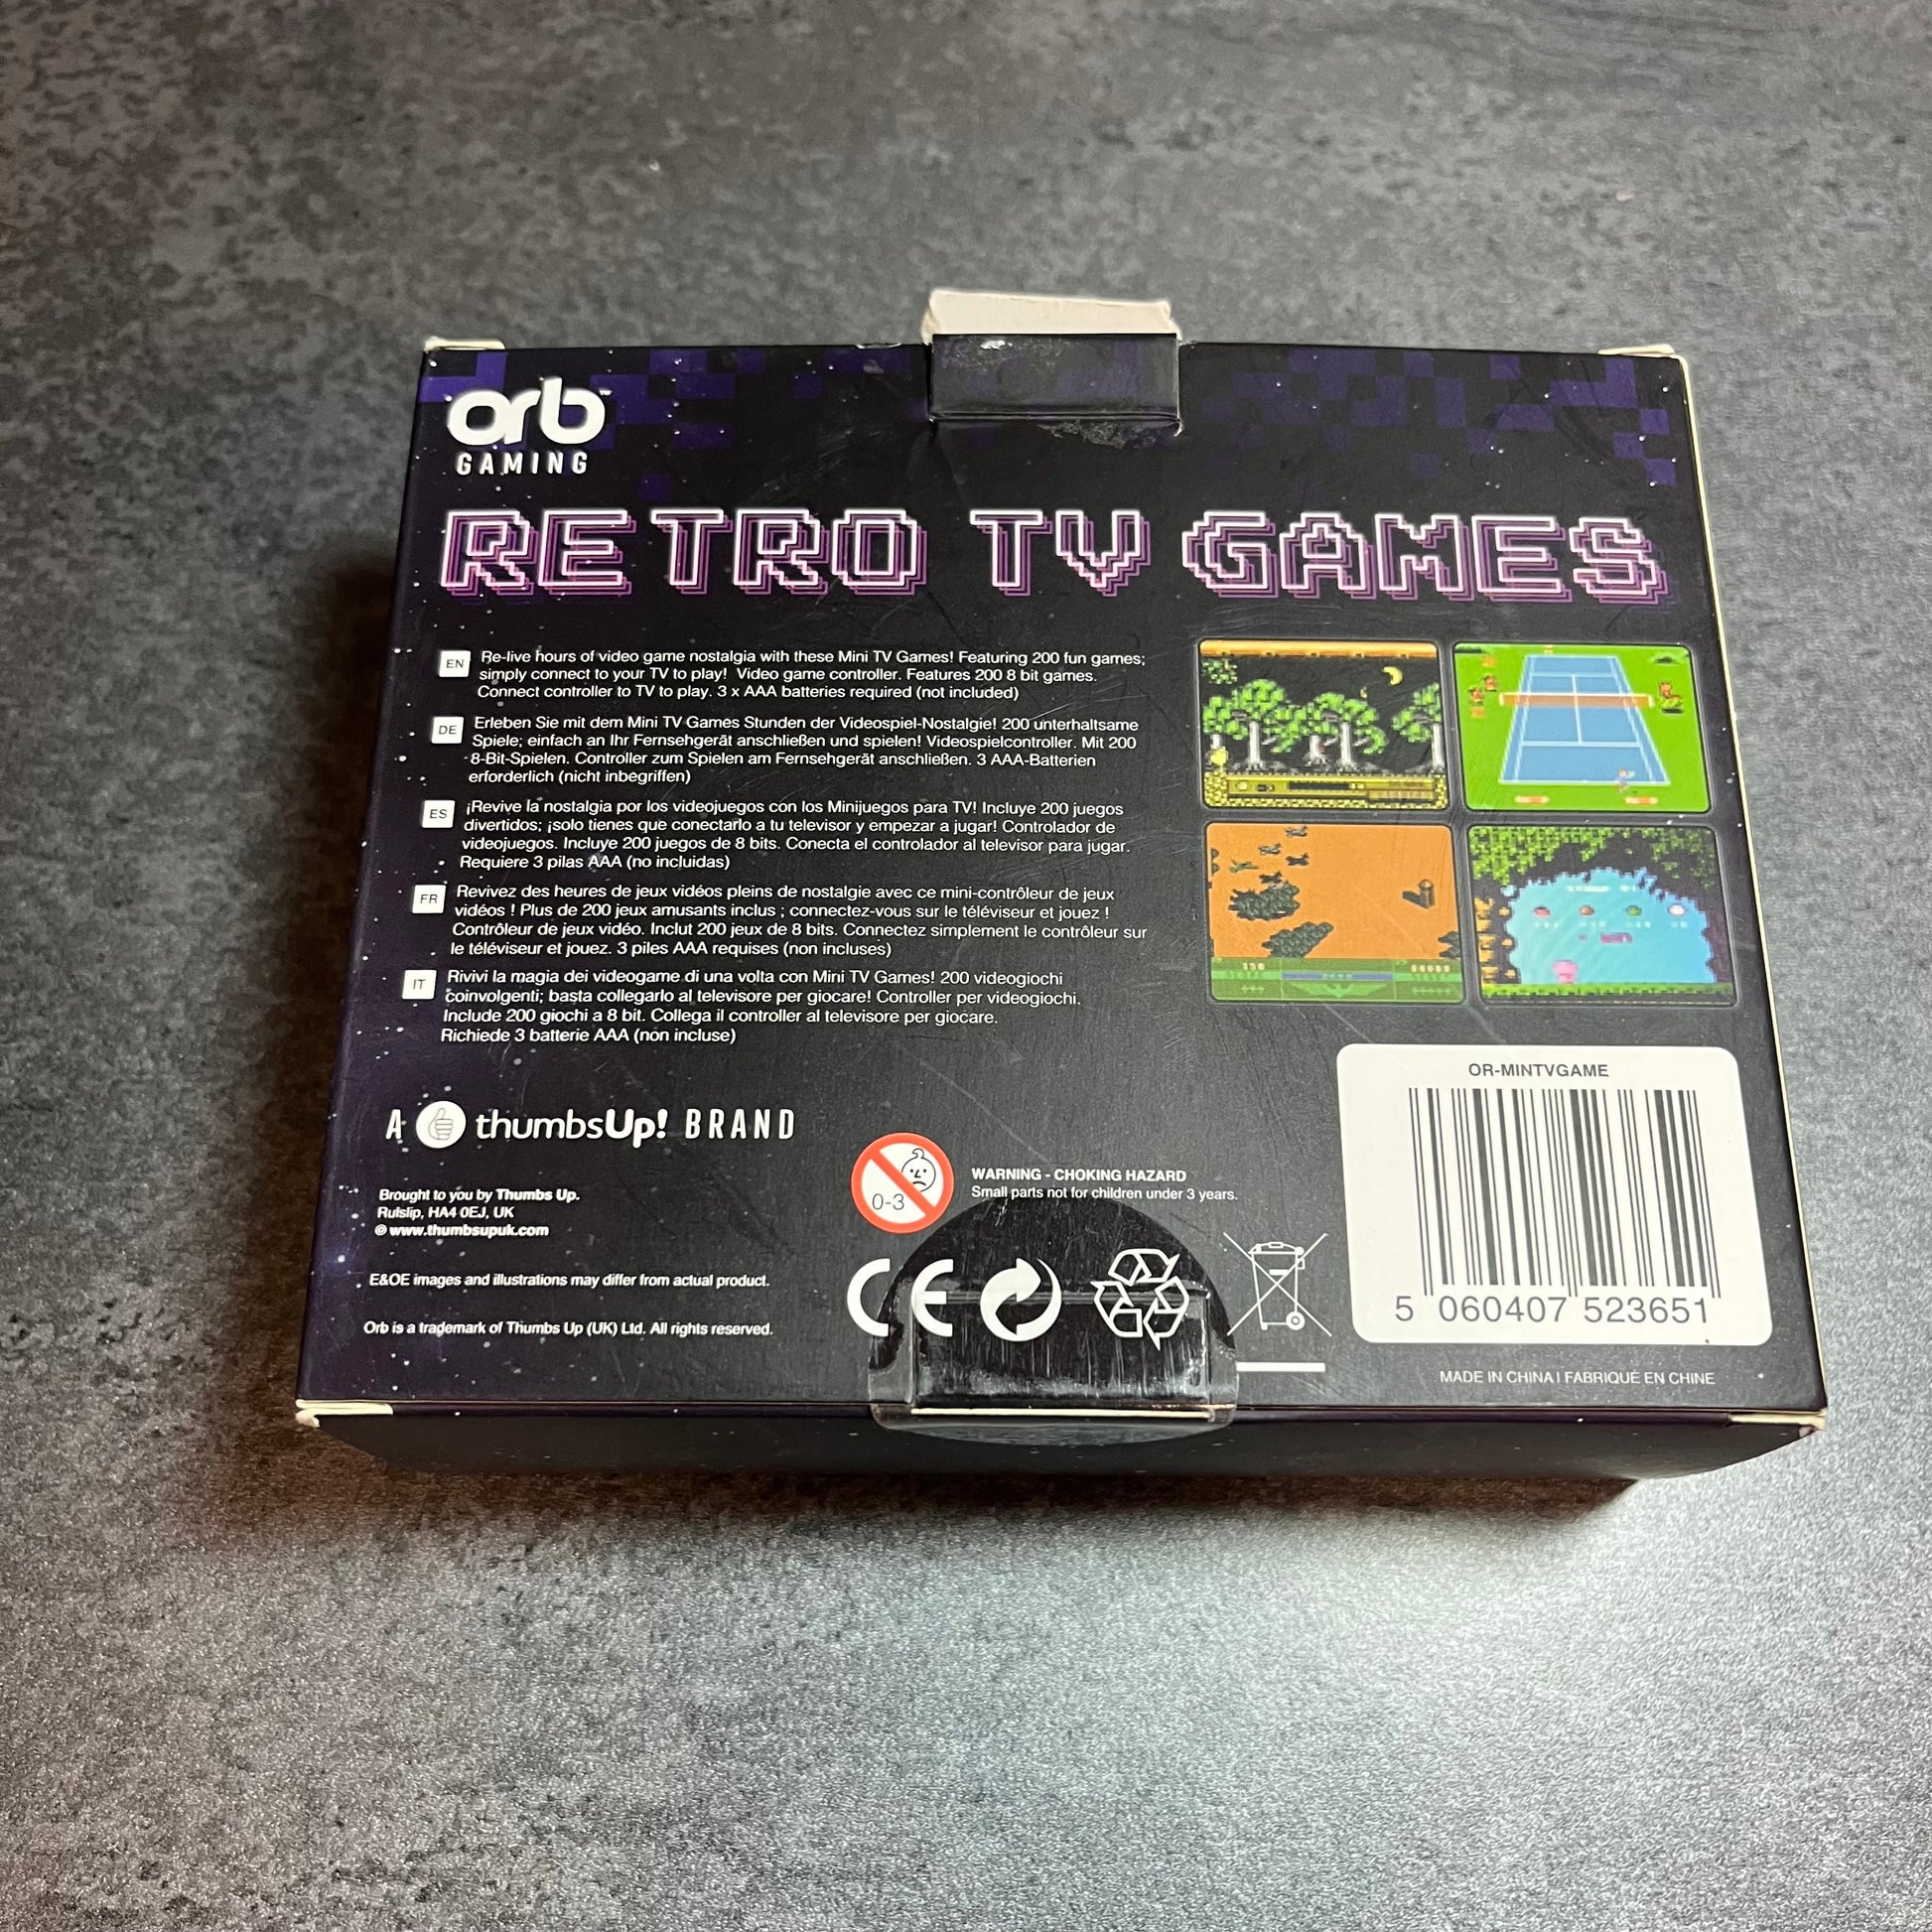 orb™
GAMING
RETRO TV GAMES
EN
Re-live hours of video game nostalgia with these Mini TV Games! Featuring 200 fun games;
simply connect to your TV to play! Video game controller. Features 200 8 bit games.
Connect controller to TV to play. 3 x AAA batteries required (not included)
DE
Erleben Sie mit dem Mini TV Games Stunden der Videospiel-Nostalgie! 200 unterhaltsame
Spiele; einfach an Ihr Fernsehgerät anschließen und spielen! Videospielcontroller. Mit 200
8-Bit-Spielen. Controller zum Spielen am Fernsehgerät anschließen. 3 AAA-Batterien
erforderlich (nicht inbegriffen)
ES
¡Revive la nostalgia por los videojuegos con los Minijuegos para TV! Incluye 200 juegos
divertidos; ¡solo tienes que conectarlo a tu televisor y empezar a jugar! Controlador de
videojuegos. Incluye 200 juegos de 8 bits. Conecta el controlador al televisor para jugar.
Requiere 3 pilas AAA (no incluidas)
FR
Revivez des heures de jeux vidéos pleins de nostalgie avec ce mini-contrôleur de jeux
vidéos ! Plus de 200 jeux amusants inclus ; connectez-vous sur le téléviseur et jouez !
Contrôleur de jeux vidéo. Inclut 200 jeux de 8 bits. Connectez simplement le contrôleur sur
le téléviseur et jouez. 3 piles AAA requises (non incluses)
IT
Rivivi la magia dei videogame di una volta con Mini TV Games! 200 videogiochi
coinvolgenti; basta collegarlo al televisore per giocare! Controller per videogiochi.
Include 200 giochi a 8 bit. Collega il controller al televisore per giocare.
Richiede 3 batterie AAA (non incluse)
A thumbsUp! BRAND
Brought to you by Thumbs Up.
Ruislip, HA4 0EJ, UK
© www.thumbsupuk.com
E&OE images and illustrations may differ from actual product.
Orb is a trademark of Thumbs Up (UK) Ltd. All rights reserved.
0-3
WARNING - CHOKING HAZARD
Small parts not for children under 3 years.
CE
OR-MINTVGAME
5 060407 523651
MADE IN CHINA I FABRIQUÉ EN CHINE